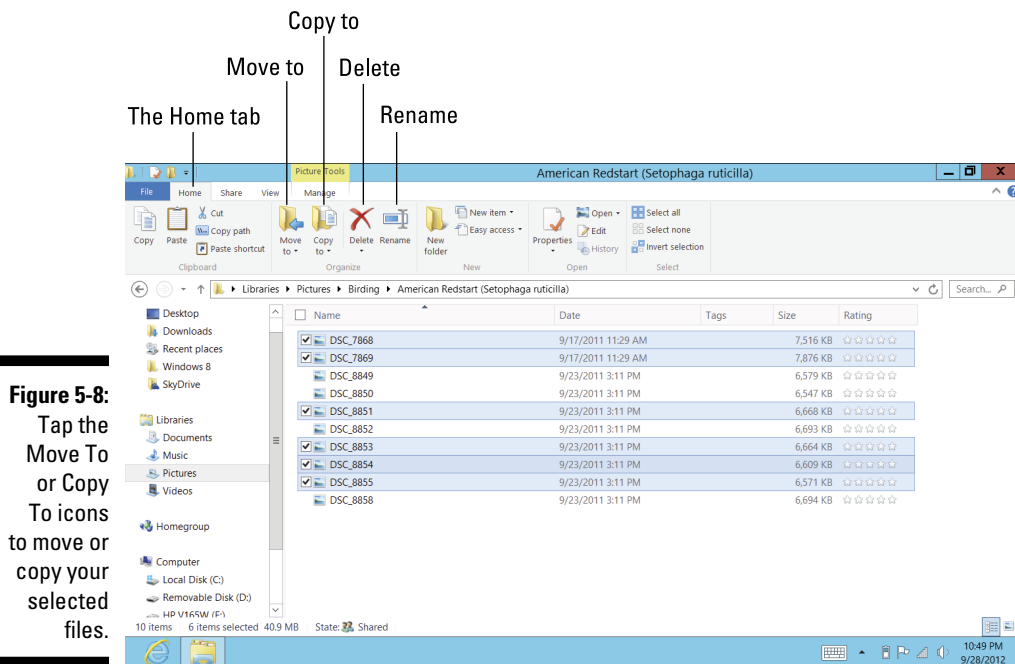 Copy to
Move to Delete
The Home tab Rename
Picture Tools American Redstart (Setophaga ruticilla)
File Home Share View Manage
Copy
Paste
Cut
Copy path
Paste shortcut
Clipboard
Move to
Copy to
Delete
Rename
Organize
New folder
New item
Easy access
New
Properties
Open
Edit
History
Open
Select all
Select none
Invert selection
Select
Libraries Pictures Birding American Redstart (Setophaga ruticilla) Search...
Desktop
Downloads
Recent places
Windows 8
SkyDrive
Libraries
Documents
Music
Pictures
Videos
Homegroup
Computer
Local Disk (C:)
Removable Disk (D:)
HP V165W (F:)
Name Date Tags Size Rating
DSC_7868 9/17/2011 11:29 AM 7,516 KB
DSC_7869 9/17/2011 11:29 AM 7,876 KB
DSC_8849 9/23/2011 3:11 PM 6,579 KB
DSC_8850 9/23/2011 3:11 PM 6,547 KB
DSC_8851 9/23/2011 3:11 PM 6,668 KB
DSC_8852 9/23/2011 3:11 PM 6,693 KB
DSC_8853 9/23/2011 3:11 PM 6,664 KB
DSC_8854 9/23/2011 3:11 PM 6,609 KB
DSC_8855 9/23/2011 3:11 PM 6,571 KB
DSC_8858 9/23/2011 3:11 PM 6,694 KB
10 items 6 items selected 40.9 MB State: Shared
10:49 PM
9/28/2012
Figure 5-8:
Tap the
Move To
or Copy
To icons
to move or
copy your
selected
files.